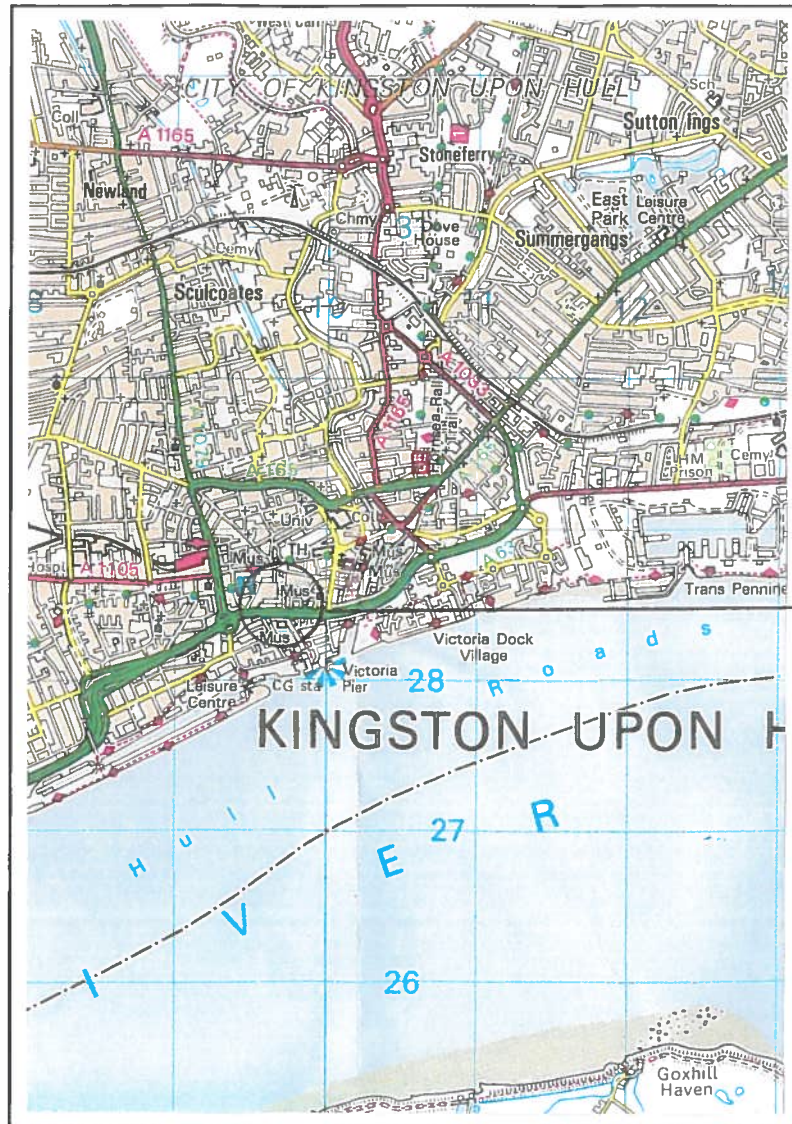 CITY OF KINGSTON UPON HULL
Sch
Coll
A 1165
Sutton Ings
Stoneferry
Newland
East Park
Leisure Centre
Chmy
Dove House
Summergangs
Cemy
Sculcoates
10
11
12
A 1033
A 1165
A 1079
A 165
A 165
Univ
Coll
TH
Mus
Mus
Mus
Mus
Mus
HM Prison
Cemy
A 1105
A 63
Trans Pennine
Victoria Dock Village
Hull Roads
Leisure Centre
CG sta
Victoria Pier
28
KINGSTON UPON H
27
I V E R
26
Goxhill Haven